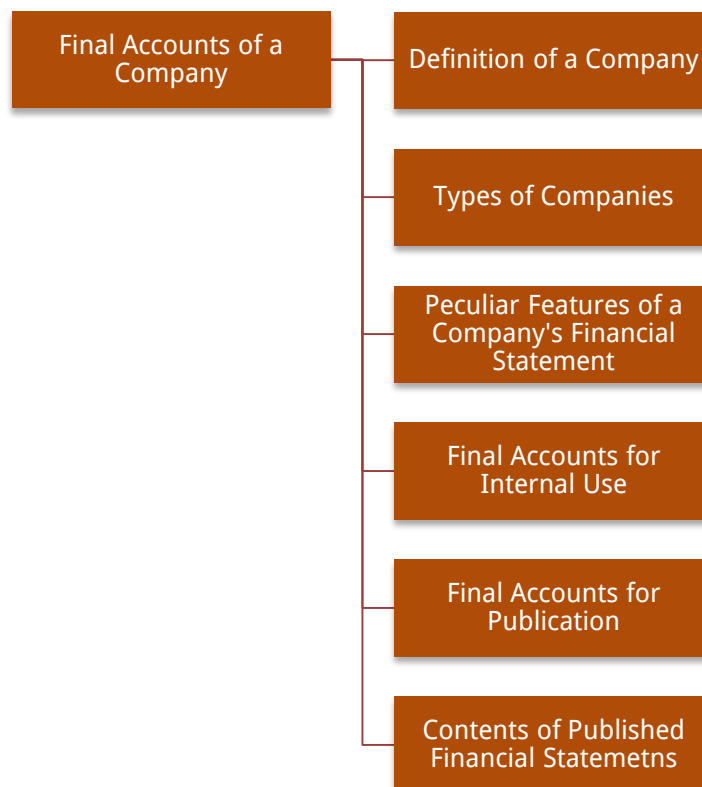 Final Accounts of a
Company
Definition of a Company
Types of Companies
Peculiar Features of a
Company's Financial
Statement
Final Accounts for
Internal Use
Final Accounts for
Publication
Contents of Published
Financial Statemetns